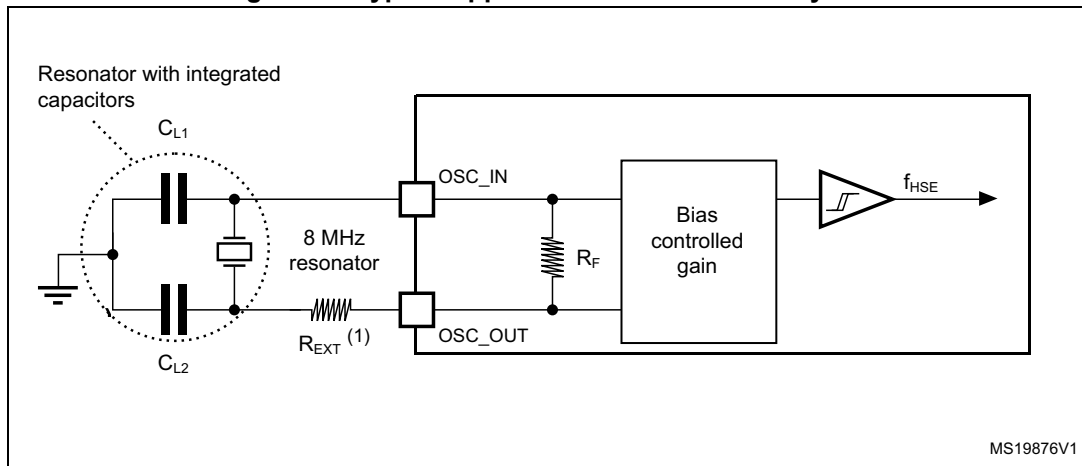 Resonator with integrated
capacitors
CL1
OSC_IN
fHSE
8 MHz
resonator
RF
Bias
controlled
gain
REXT (1)
OSC_OUT
CL2
MS19876V1